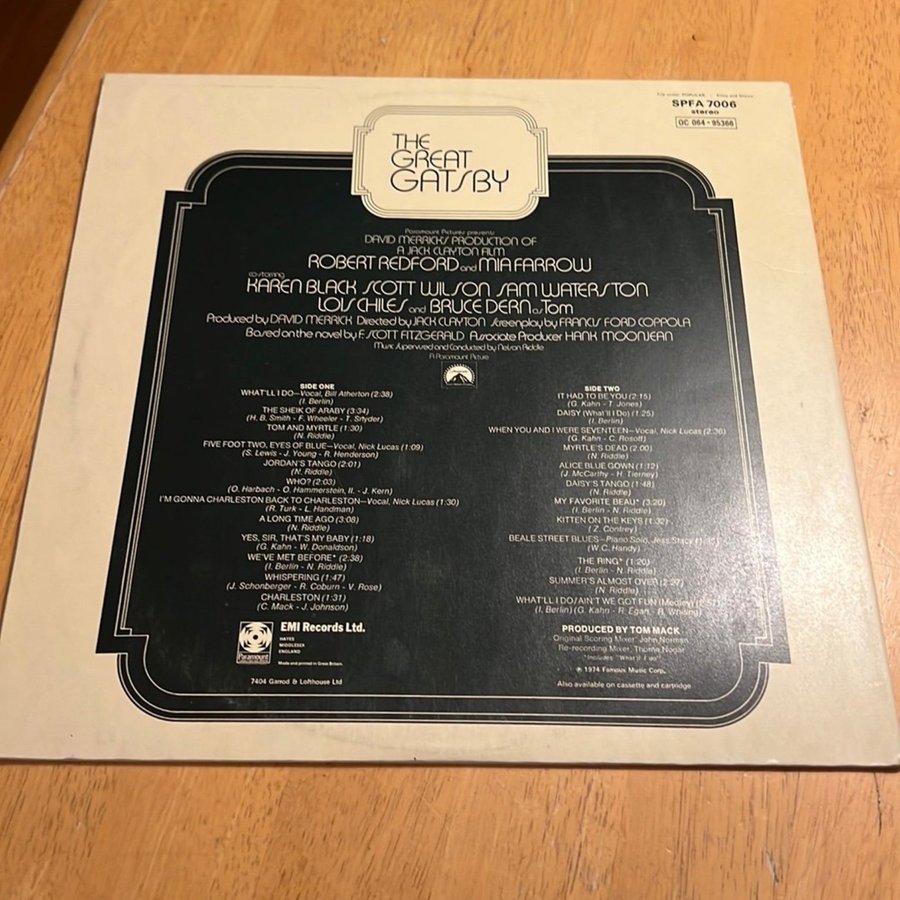 File under: POPULAR : Films and Shows
SPFA 7006
stereo
OC 064 - 95366
THE
GREAT
GATSBY
Paramount Pictures presents
DAVID MERRICK'S PRODUCTION OF
A JACK CLAYTON FILM
ROBERT REDFORD and MIA FARROW
co-starring
KAREN BLACK SCOTT WILSON SAM WATERSTON
LOIS CHILES and BRUCE DERN as Tom
Produced by DAVID MERRICK Directed by JACK CLAYTON Screenplay by FRANCIS FORD COPPOLA
Based on the novel by F. SCOTT FITZGERALD Associate Producer HANK MOONJEAN
Music Supervised and Conducted by Nelson Riddle
A Paramount Picture
Paramount
SIDE ONE
WHAT'LL I DO—Vocal, Bill Atherton (2:38)
(I. Berlin)
THE SHEIK OF ARABY (3:34)
(H. B. Smith - F. Wheeler - T. Snyder)
TOM AND MYRTLE (1:30)
(N. Riddle)
FIVE FOOT TWO, EYES OF BLUE—Vocal, Nick Lucas (1:09)
(S. Lewis - J. Young - R. Henderson)
JORDAN'S TANGO (2:01)
(N. Riddle)
WHO? (2:03)
(O. Harbach - O. Hammerstein, II. - J. Kern)
I'M GONNA CHARLESTON BACK TO CHARLESTON—Vocal, Nick Lucas (1:30)
(R. Turk - L. Handman)
A LONG TIME AGO (3:08)
(N. Riddle)
YES, SIR, THAT'S MY BABY (1:18)
(G. Kahn - W. Donaldson)
WE'VE MET BEFORE* (2:38)
(I. Berlin - N. Riddle)
WHISPERING (1:47)
(J. Schonberger - R. Coburn - V. Rose)
CHARLESTON (1:31)
(C. Mack - J. Johnson)
SIDE TWO
IT HAD TO BE YOU (2:15)
(G. Kahn - T. Jones)
DAISY (What'll I Do) (1:25)
(I. Berlin)
WHEN YOU AND I WERE SEVENTEEN—Vocal, Nick Lucas (2:36)
(G. Kahn - C. Rosoff)
MYRTLE'S DEAD (2:00)
(N. Riddle)
ALICE BLUE GOWN (1:12)
(J. McCarthy - H. Tierney)
DAISY'S TANGO (1:48)
(N. Riddle)
MY FAVORITE BEAU* (3:20)
(I. Berlin - N. Riddle)
KITTEN ON THE KEYS (1:32)
(Z. Confrey)
BEALE STREET BLUES—Piano Solo, Jess Stacy
(W.C. Handy)
THE RING* (1:20)
(I. Berlin - N. Riddle)
SUMMER'S ALMOST OVER
(N. Riddle)
WHAT'LL I DO/AIN'T WE GOT FUN (Medley)
(I. Berlin) (G. Kahn - R. Egan - R. Whiting)
Paramount
EMI Records Ltd.
HAYES
MIDDLESEX
ENGLAND
Made and printed in Great Britain.
7404 Garrod & Lofthouse Ltd
PRODUCED BY TOM MACK
Original Scoring Mixer, John Norman
Re-recording Mixer, Thorne Nogar
*Includes "What'll I do"
℗ 1974 Famous Music Corp.
Also available on cassette and cartridge